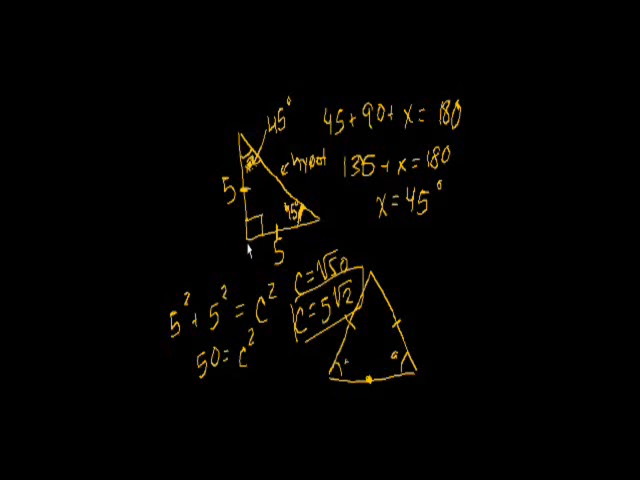 45°
45 + 90 + x = 180
hypot
135 + x = 180
5
45°
x = 45°
5
5² + 5² = c²
c = √50
c = 5√2
50 = c²